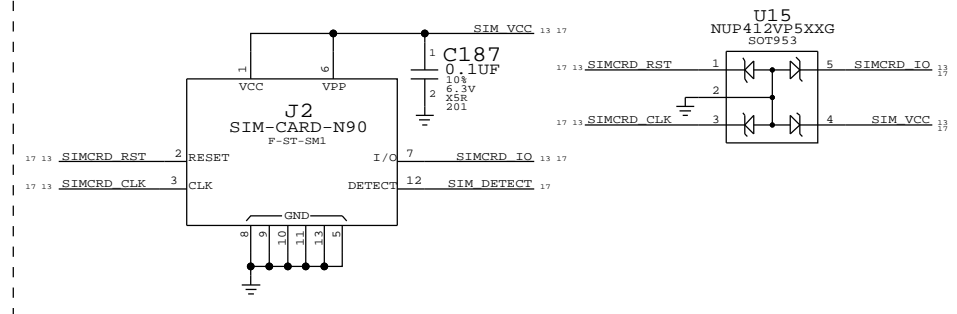 SIM_VCC 13 17
1 C187
0.1UF
10%
6.3V
2 X5R
201
1 6
VCC VPP
J2
SIM-CARD-N90
F-ST-SM1
17 13 SIMCRD_RST 2 RESET
17 13 SIMCRD_CLK 3 CLK
I/O 7 SIMCRD_IO 13 17
DETECT 12 SIM_DETECT 17
GND
8 9 10 11 13 5
U15
NUP412VP5XXG
SOT953
17 13 SIMCRD_RST 1
5 SIMCRD_IO 13 17
2
17 13 SIMCRD_CLK 3
4 SIM_VCC 13 17